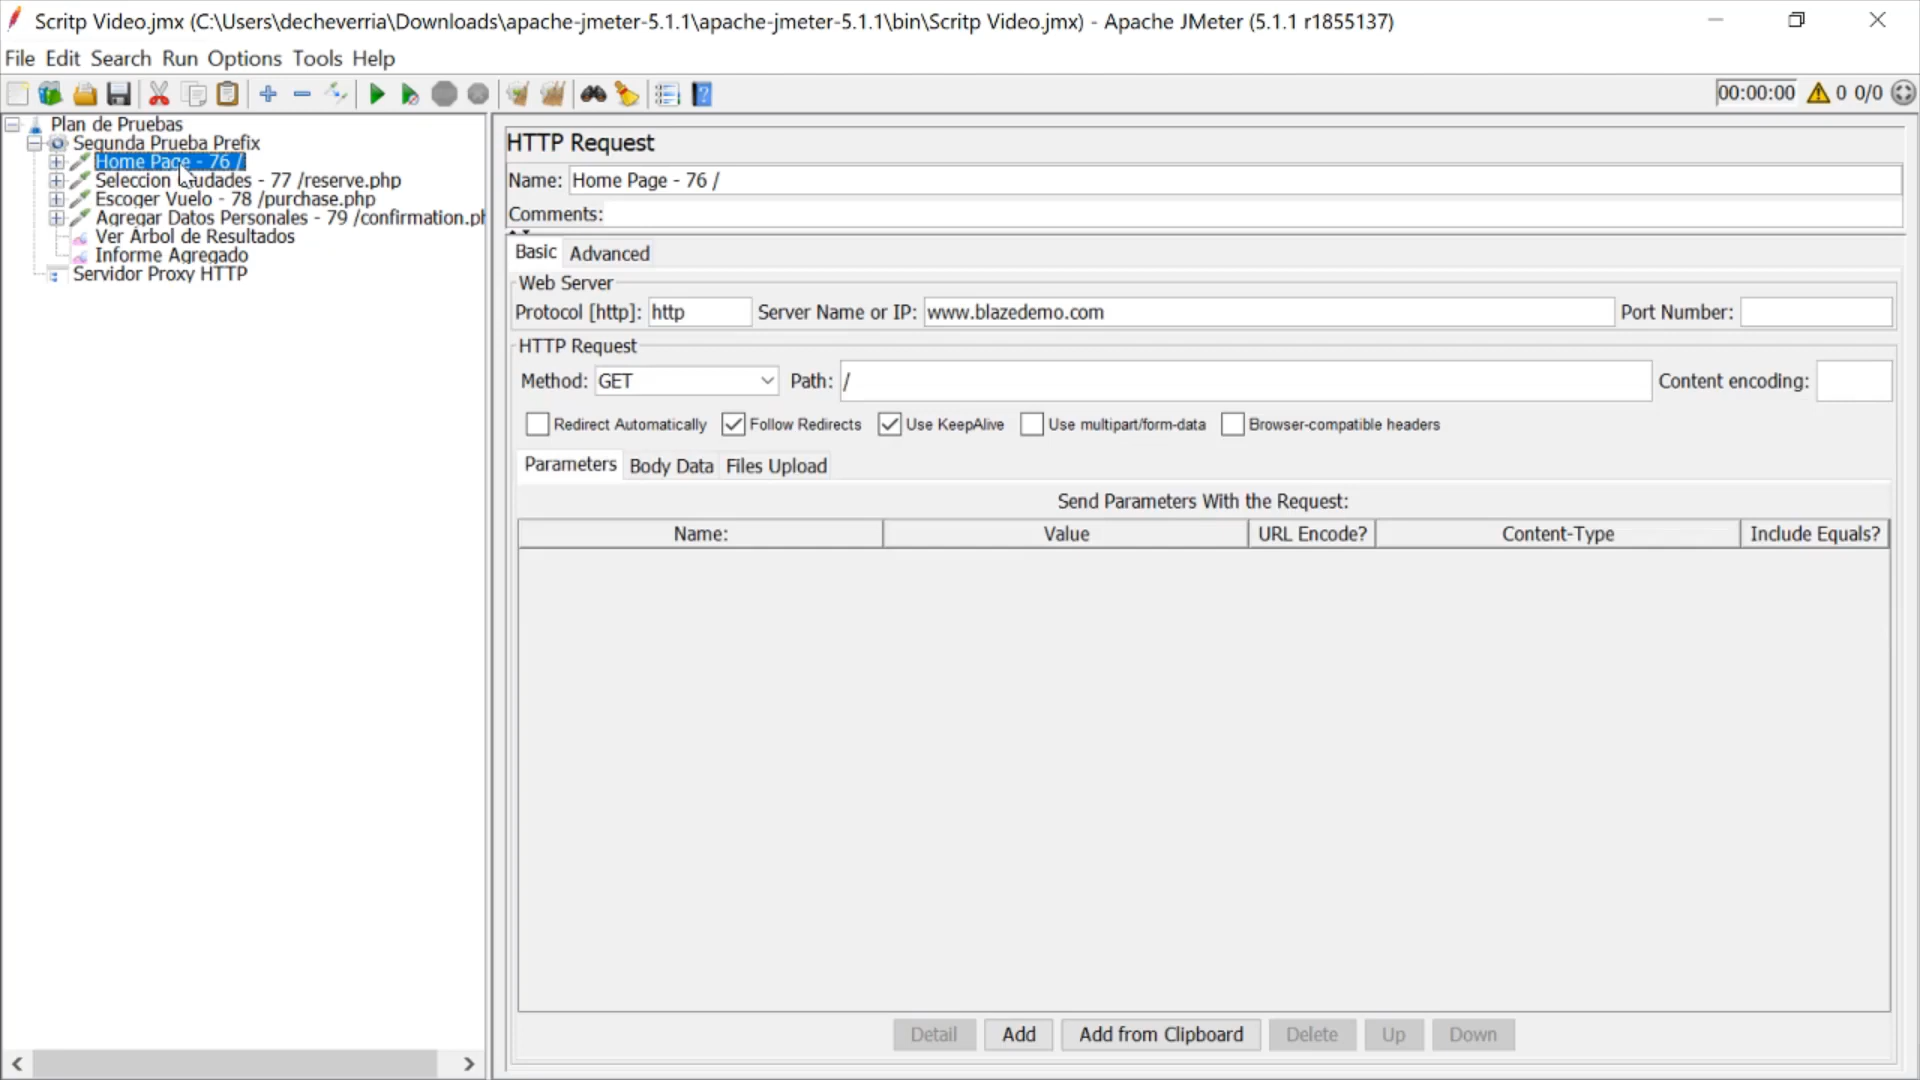 Scritp Video.jmx (C:\Users\decheverria\Downloads\apache-jmeter-5.1.1\apache-jmeter-5.1.1\bin\Scritp Video.jmx) - Apache JMeter (5.1.1 r1855137)
File Edit Search Run Options Tools Help
00:00:00 0 0/0
Plan de Pruebas
Segunda Prueba Prefix
Home Page - 76 /
Seleccion Ciudades - 77 /reserve.php
Escoger Vuelo - 78 /purchase.php
Agregar Datos Personales - 79 /confirmation.ph
Ver Árbol de Resultados
Informe Agregado
Servidor Proxy HTTP
HTTP Request
Name: Home Page - 76 /
Comments:
Basic Advanced
Web Server
Protocol [http]: http Server Name or IP: www.blazedemo.com Port Number:
HTTP Request
Method: GET Path: / Content encoding:
Redirect Automatically Follow Redirects Use KeepAlive Use multipart/form-data Browser-compatible headers
Parameters Body Data Files Upload
Send Parameters With the Request:
Name: Value URL Encode? Content-Type Include Equals?
Detail Add Add from Clipboard Delete Up Down